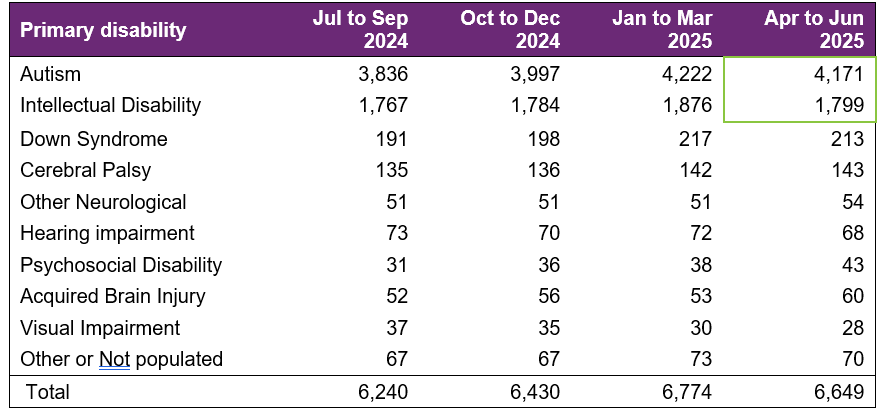 Primary disability Jul to Sep 2024 Oct to Dec 2024 Jan to Mar 2025 Apr to Jun 2025
Autism 3,836 3,997 4,222 4,171
Intellectual Disability 1,767 1,784 1,876 1,799
Down Syndrome 191 198 217 213
Cerebral Palsy 135 136 142 143
Other Neurological 51 51 51 54
Hearing impairment 73 70 72 68
Psychosocial Disability 31 36 38 43
Acquired Brain Injury 52 56 53 60
Visual Impairment 37 35 30 28
Other or Not populated 67 67 73 70
Total 6,240 6,430 6,774 6,649